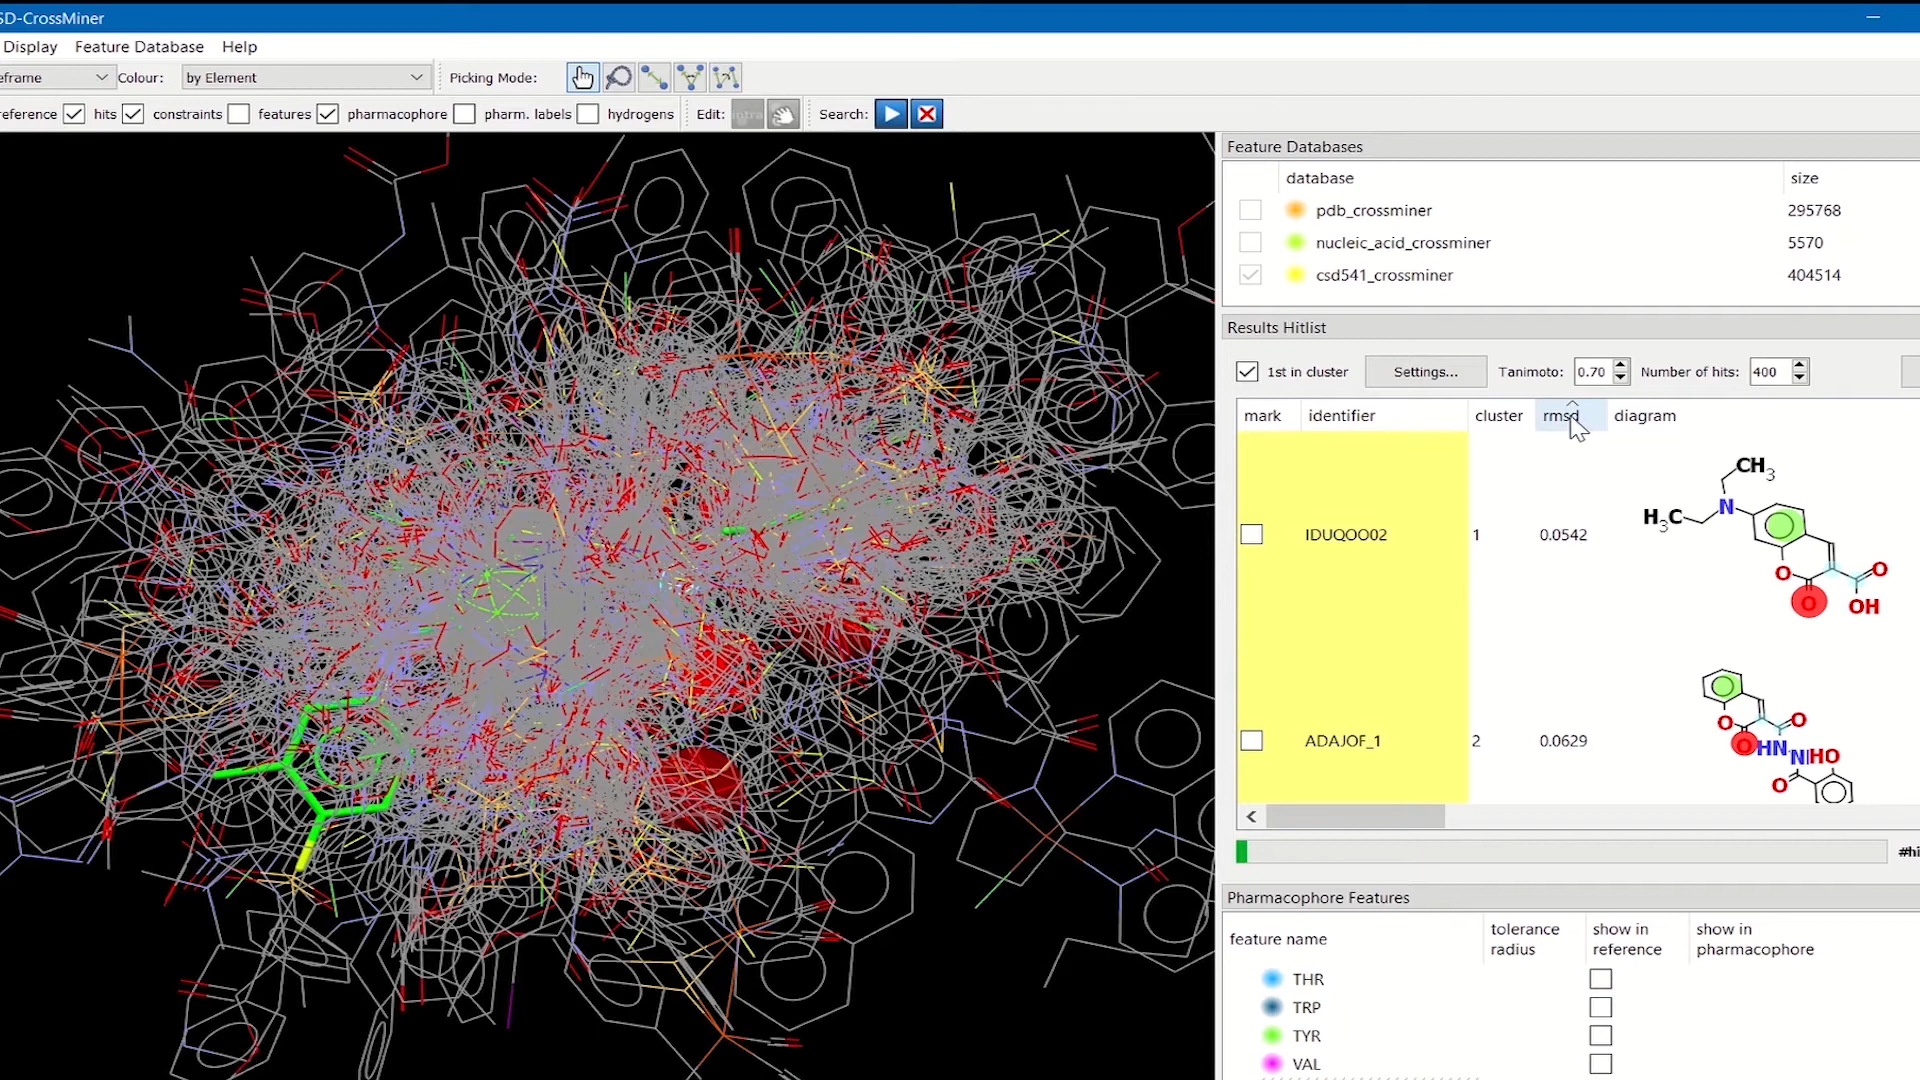 SD-CrossMiner
Display Feature Database Help
eframe Colour: by Element Picking Mode:
eference hits constraints features pharmacophore pharm. labels hydrogens Edit: Search:
Feature Databases
database size
pdb_crossminer 295768
nucleic_acid_crossminer 5570
csd541_crossminer 404514
Results Hitlist
1st in cluster Settings... Tanimoto: 0.70 Number of hits: 400
mark identifier cluster rmsd diagram
CH3
N
H3C
IDUQOO02 1 0.0542
O O
O OH
O O
ADAJOF_1 2 0.0629
O HN N HO
O
#hi
Pharmacophore Features
feature name tolerance radius show in reference show in pharmacophore
THR
TRP
TYR
VAL